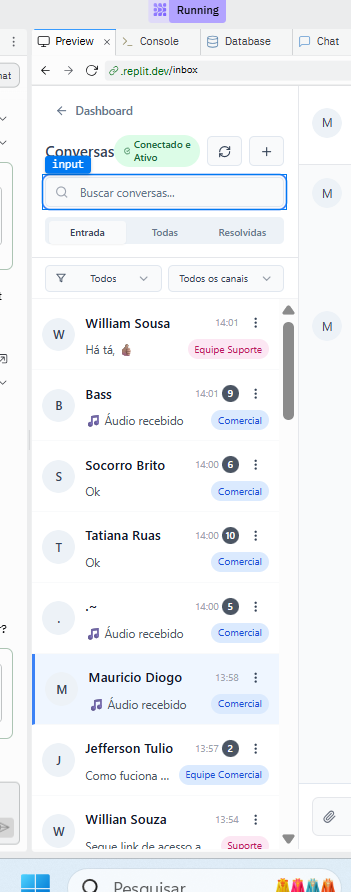 Running
Preview
Console
Database
Chat
.replit.dev/inbox
hat
Dashboard
Conversas
Conectado e
Ativo
input
Buscar conversas...
Entrada
Todas
Resolvidas
Todos
Todos os canais
W
William Sousa
14:01
Há tá, 👍🏽
Equipe Suporte
B
Bass
14:01
9
🎵 Áudio recebido
Comercial
S
Socorro Brito
14:00
6
Ok
Comercial
T
Tatiana Ruas
14:00
10
Ok
Comercial
.
.~
14:00
5
🎵 Áudio recebido
Comercial
M
Mauricio Diogo
13:58
🎵 Áudio recebido
Comercial
J
Jefferson Tulio
13:57
2
Como fuciona ...
Equipe Comercial
W
Willian Souza
13:54
Segue link de acesso a
Suporte
M
M
M
t
r?
Pesquisar